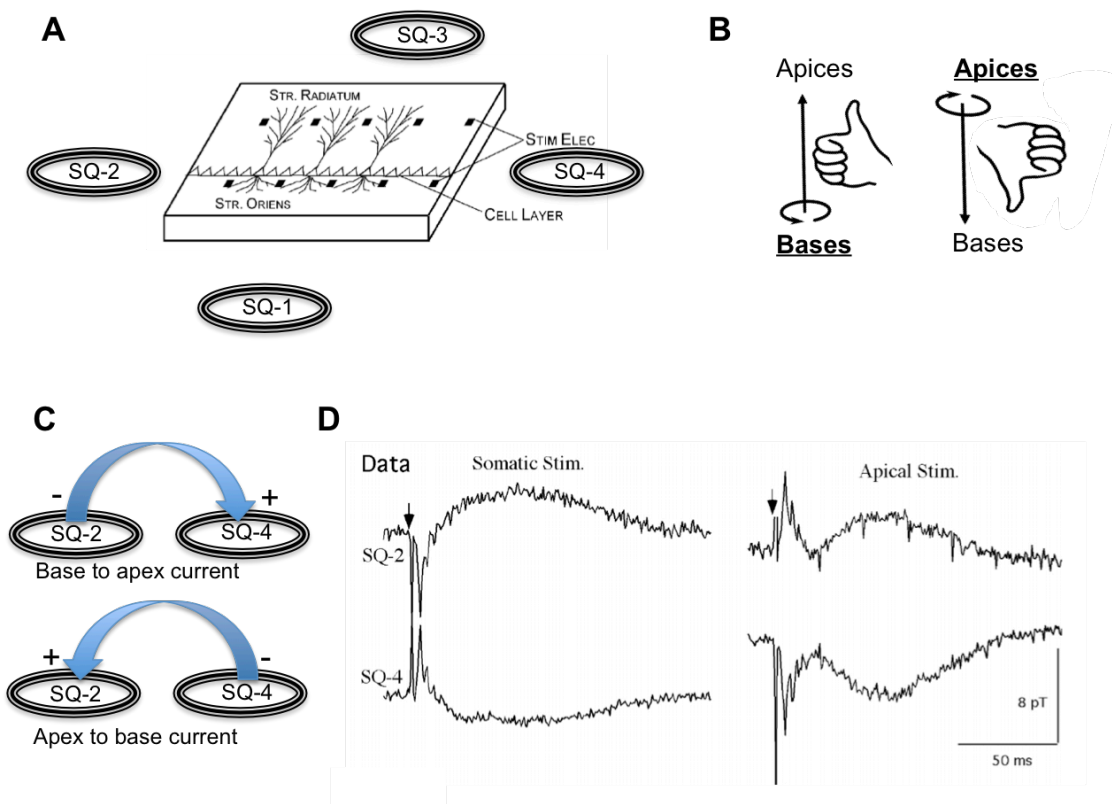 A
SQ-3
STR. RADIATUM
STIM ELEC
SQ-2
SQ-4
STR. ORIENS
CELL LAYER
SQ-1
B
Apices
Apices
Bases
Bases
C
-
+
SQ-2
SQ-4
Base to apex current
+
-
SQ-2
SQ-4
Apex to base current
D
Data
Somatic Stim.
Apical Stim.
SQ-2
SQ-4
8 pT
50 ms